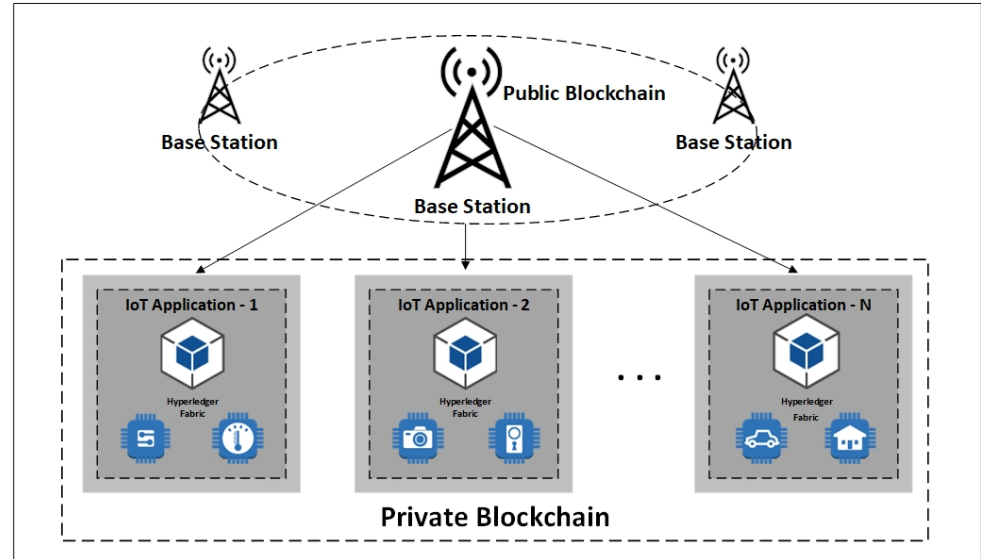 Public Blockchain
Base Station
Base Station
Base Station
IoT Application - 1
Hyperledger
Fabric
IoT Application - 2
Hyperledger
Fabric
. . .
IoT Application - N
Hyperledger
Fabric
Private Blockchain